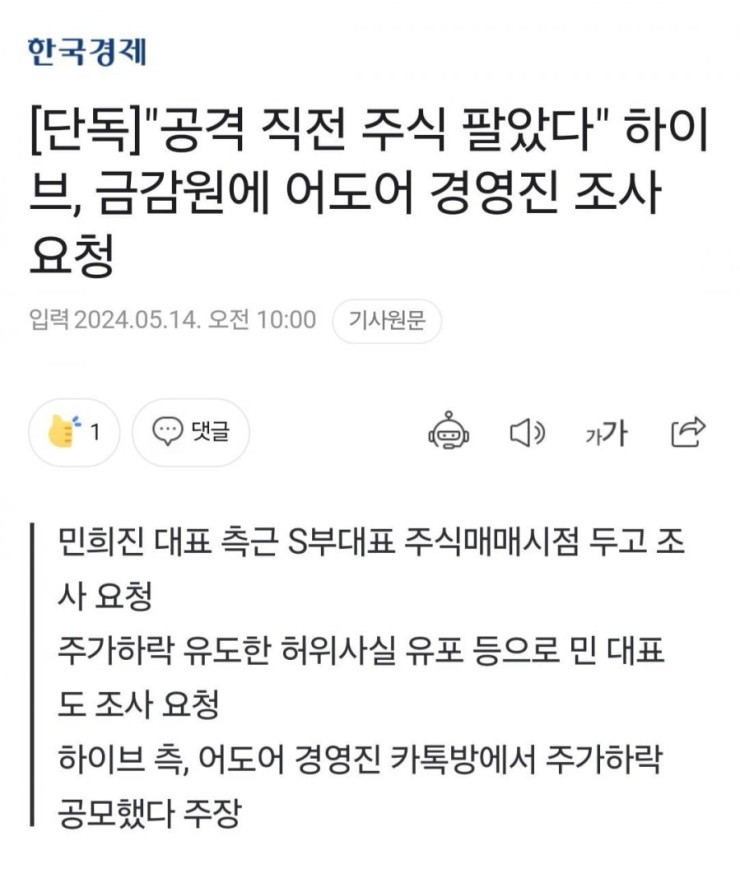 한국경제
[단독]"공격 직전 주식 팔았다" 하이
브, 금감원에 어도어 경영진 조사
요청
입력 2024.05.14. 오전 10:00 기사원문
1 댓글 가가
민희진 대표 측근 S부대표 주식매매시점 두고 조
사 요청
주가하락 유도한 허위사실 유포 등으로 민 대표
도 조사 요청
하이브 측, 어도어 경영진 카톡방에서 주가하락
공모했다 주장